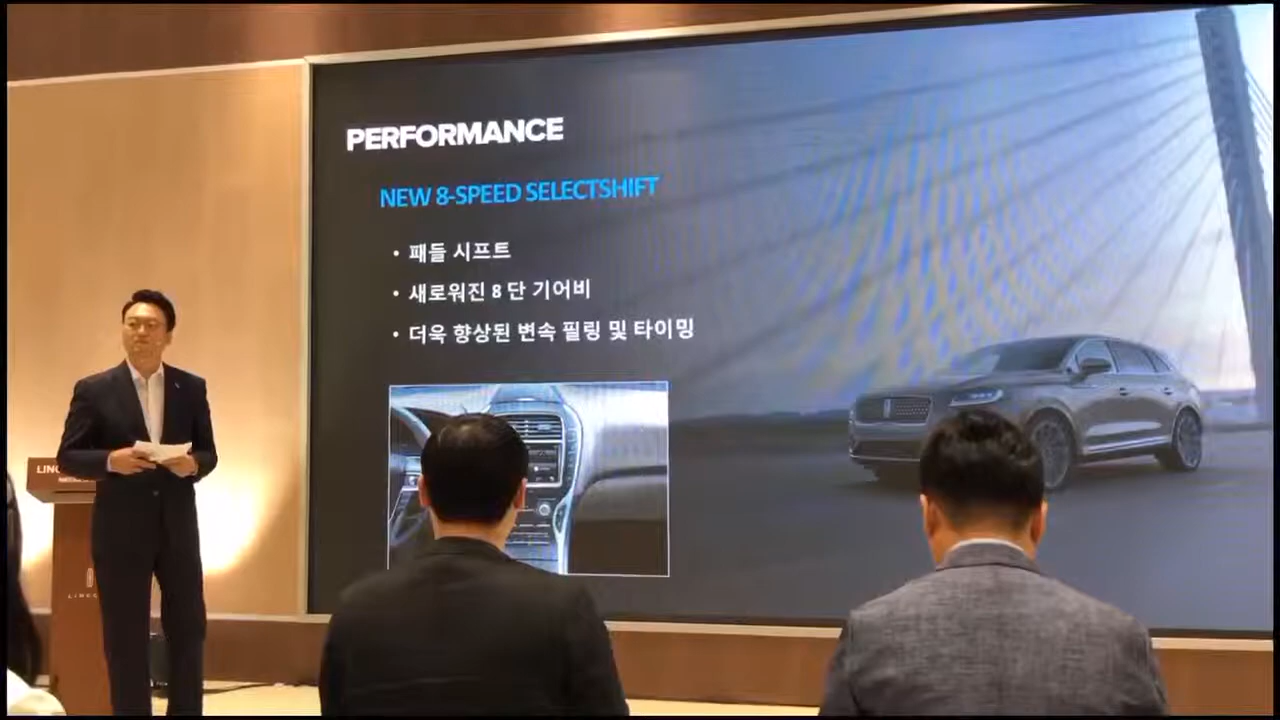 PERFORMANCE
NEW 8-SPEED SELECTSHIFT
• 패들 시프트
• 새로워진 8 단 기어비
• 더욱 향상된 변속 필링 및 타이밍